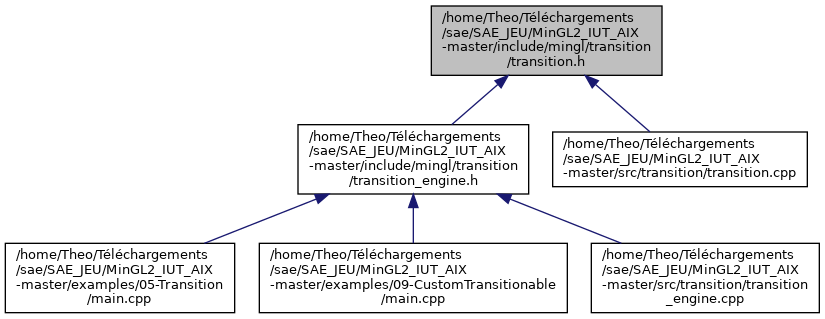 /home/Theo/Téléchargements
/sae/SAE_JEU/MinGL2_IUT_AIX
-master/include/mingl/transition
/transition.h
/home/Theo/Téléchargements
/sae/SAE_JEU/MinGL2_IUT_AIX
-master/include/mingl/transition
/transition_engine.h
/home/Theo/Téléchargements
/sae/SAE_JEU/MinGL2_IUT_AIX
-master/src/transition/transition.cpp
/home/Theo/Téléchargements
/sae/SAE_JEU/MinGL2_IUT_AIX
-master/examples/05-Transition
/main.cpp
/home/Theo/Téléchargements
/sae/SAE_JEU/MinGL2_IUT_AIX
-master/examples/09-CustomTransitionable
/main.cpp
/home/Theo/Téléchargements
/sae/SAE_JEU/MinGL2_IUT_AIX
-master/src/transition/transition
_engine.cpp